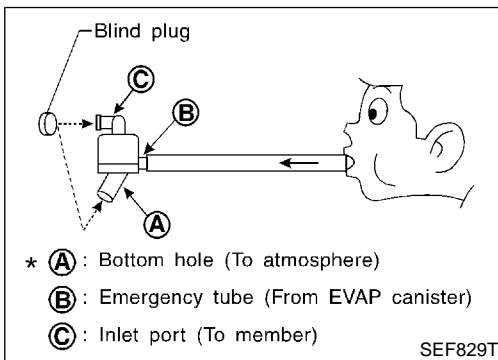 Blind plug
C
B
A
* A : Bottom hole (To atmosphere)
B : Emergency tube (From EVAP canister)
C : Inlet port (To member)
SEF829T